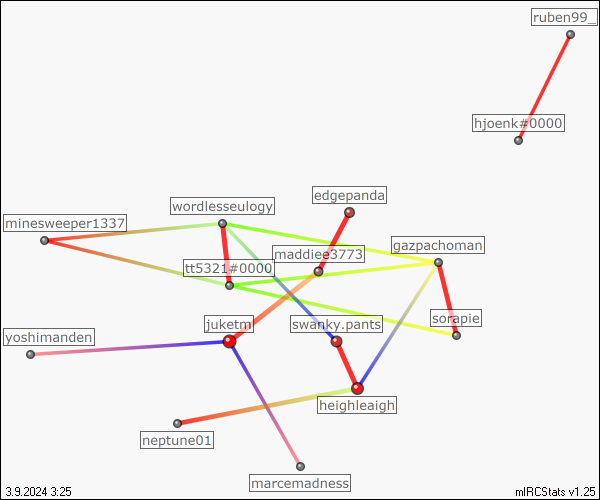 ruben99_
hjoenk#0000
edgepanda
wordlesseulogy
minesweeper1337
gazpachoman
maddiee3773
tt5321#0000
juketm
swanky.pants
sorapie
yoshimanden
heighleaigh
neptune01
marcemadness
3.9.2024 3:25
mIRCStats v1.25